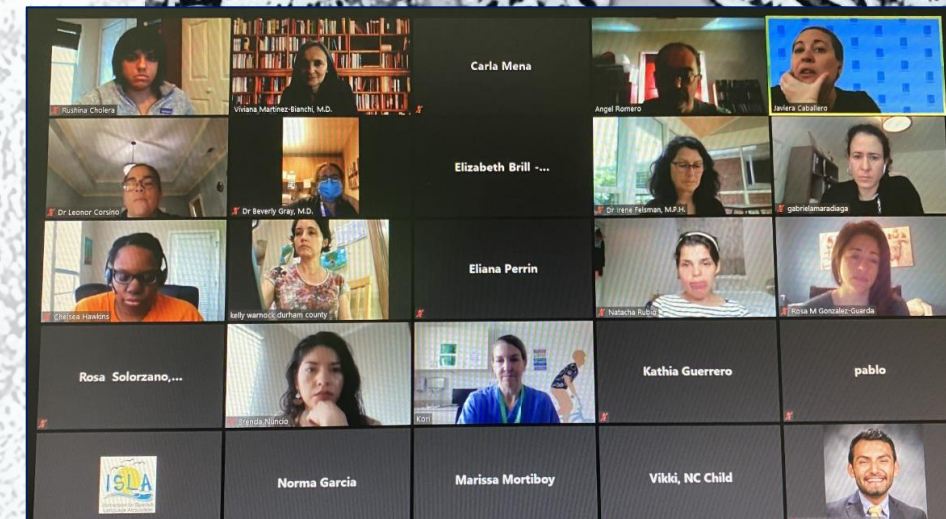 Carla Mena
Rushina Cholera
Viviana Martinez-Bianchi, M.D.
Angel Romero
Javiera Caballero
Elizabeth Brill -...
Dr Leonor Corsino
Dr Beverly Gray, M.D.
Dr Irene Felsman, M.P.H.
gabrielamaradiaga
Eliana Perrin
Chelsea Hawkins
kelly warnock durham county
Natacha Rubio
Rosa M Gonzalez-Guarda
Rosa Solorzano,...
Kathia Guerrero
pablo
Brenda Nuncio
Kori
ISLA
Norma Garcia
Marissa Mortiboy
Vikki, NC Child